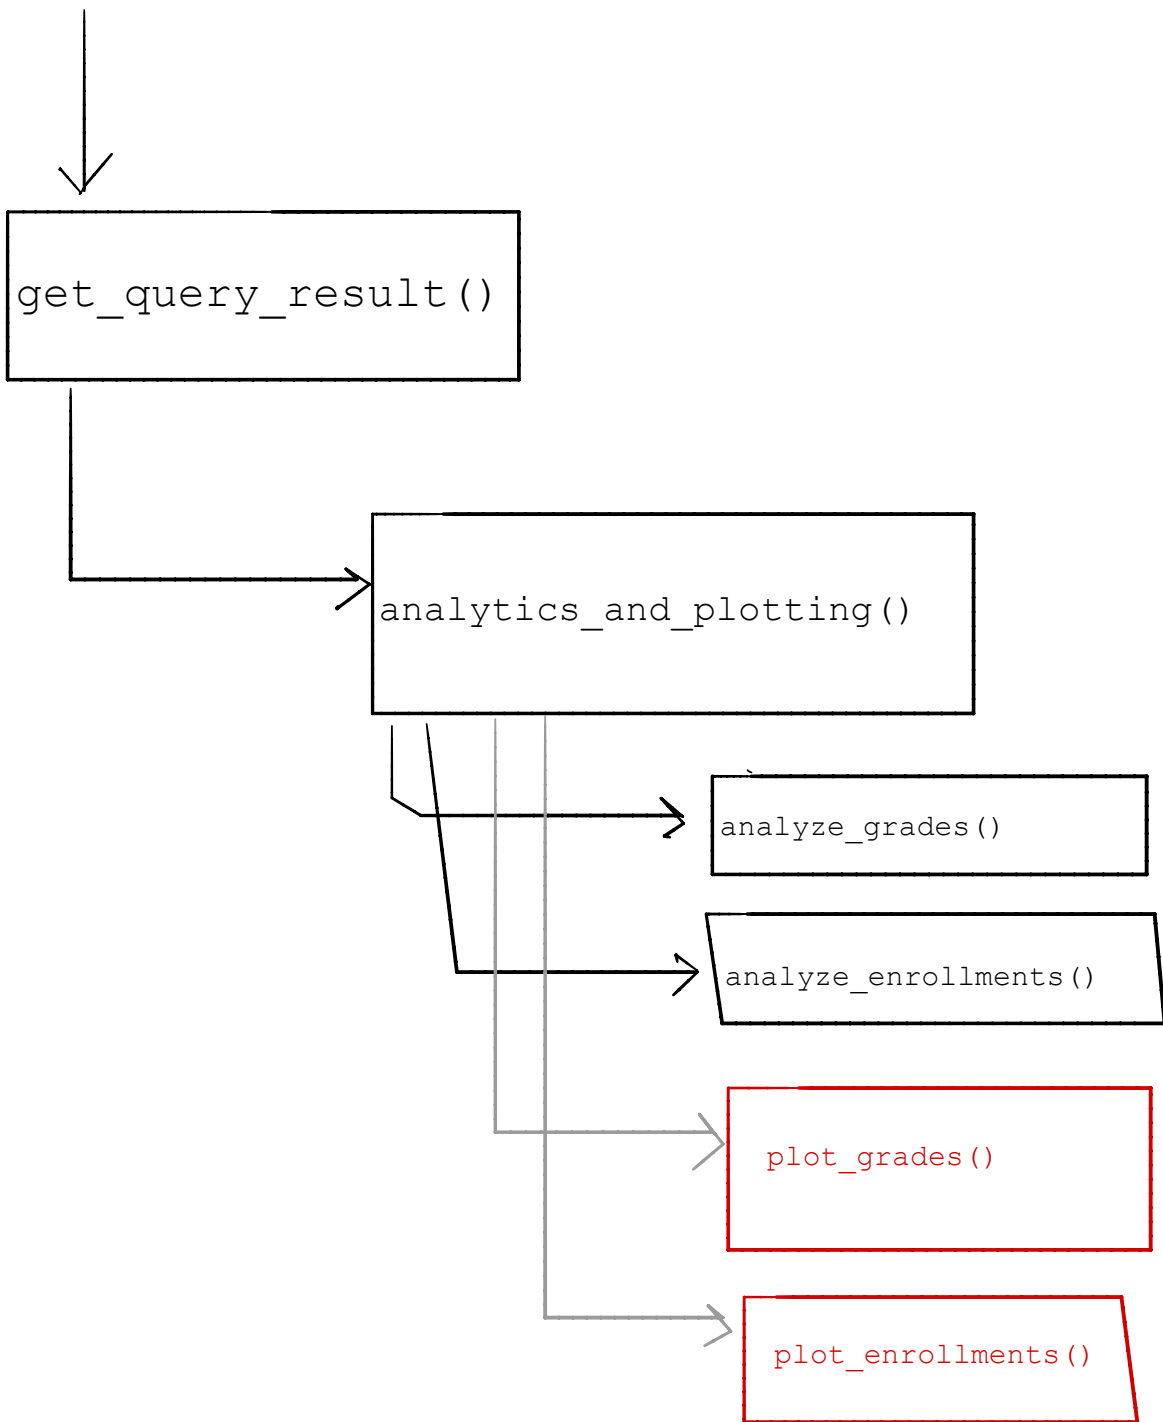 get_query_result()
analytics_and_plotting()
analyze_grades()
analyze_enrollments()
plot_grades()
plot_enrollments()